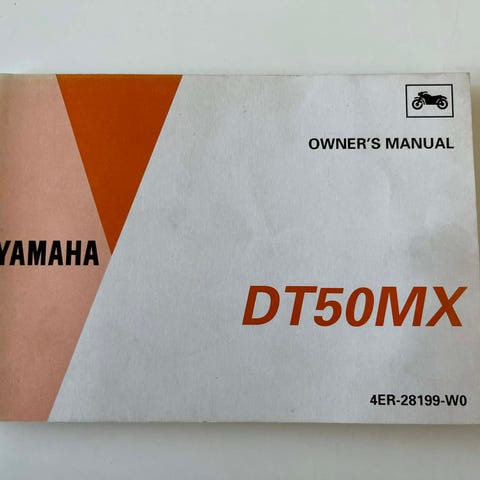 OWNER'S MANUAL
YAMAHA
DT50MX
4ER-28199-W0